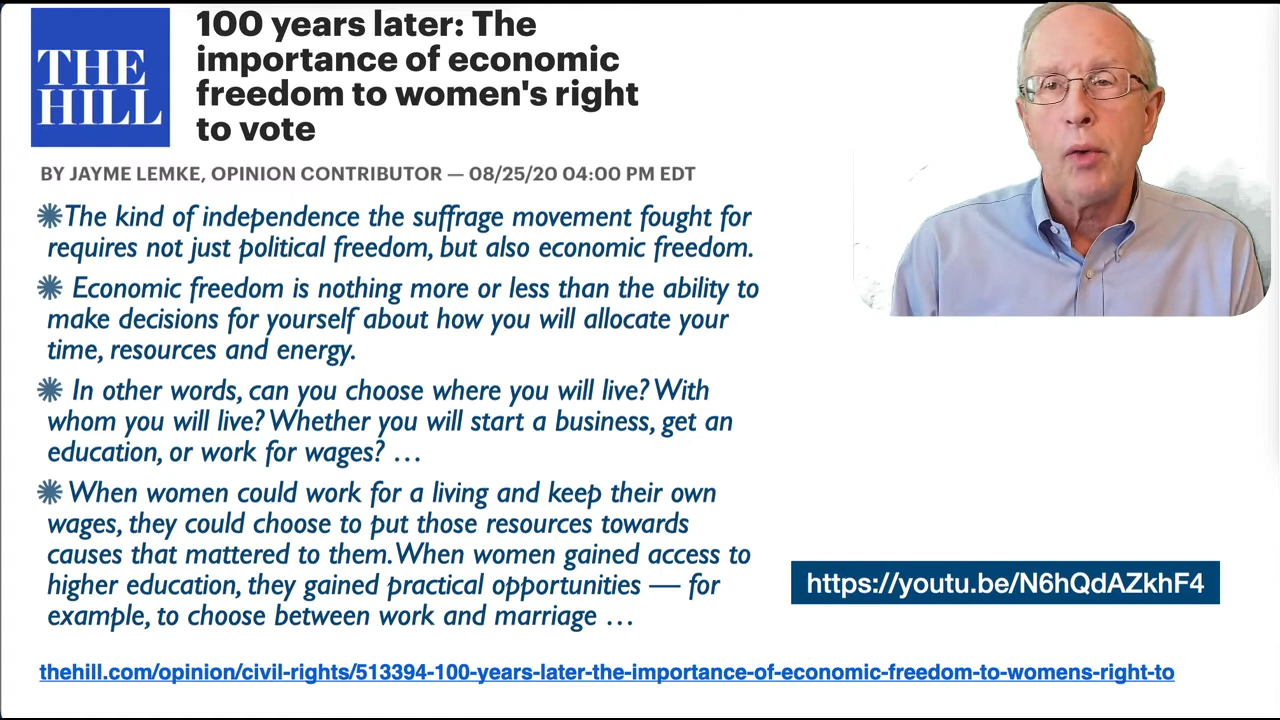 THE
HILL
100 years later: The
importance of economic
freedom to women's right
to vote
BY JAYME LEMKE, OPINION CONTRIBUTOR — 08/25/20 04:00 PM EDT
The kind of independence the suffrage movement fought for
requires not just political freedom, but also economic freedom.
Economic freedom is nothing more or less than the ability to
make decisions for yourself about how you will allocate your
time, resources and energy.
In other words, can you choose where you will live? With
whom you will live? Whether you will start a business, get an
education, or work for wages? …
When women could work for a living and keep their own
wages, they could choose to put those resources towards
causes that mattered to them. When women gained access to
higher education, they gained practical opportunities — for
example, to choose between work and marriage …
https://youtu.be/N6hQdAZkhF4
thehill.com/opinion/civil-rights/513394-100-years-later-the-importance-of-economic-freedom-to-womens-right-to